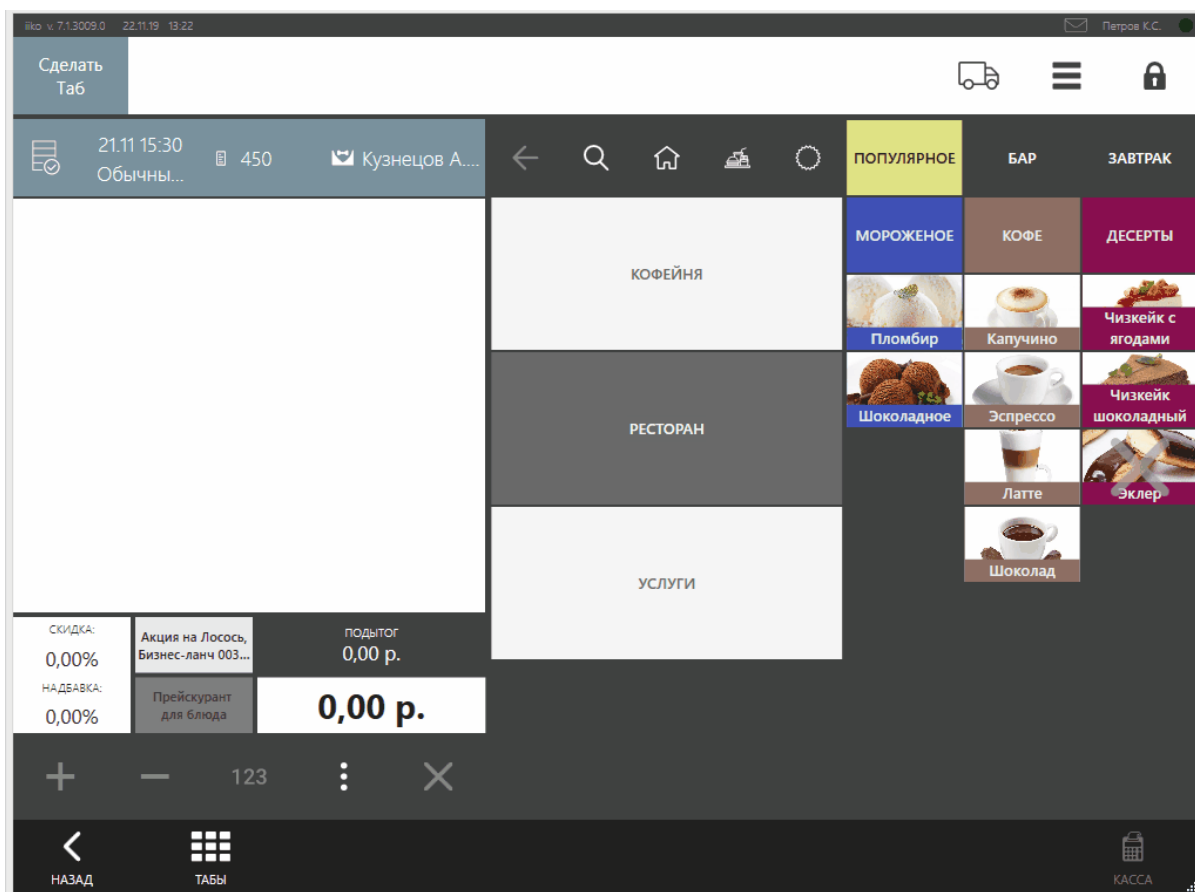 iiko v. 7.1.3009.0 22.11.19 13:22
Петров К.С.
Сделать
Таб
21.11 15:30
Обычны...
450
Кузнецов А....
ПОПУЛЯРНОЕ
БАР
ЗАВТРАК
КОФЕЙНЯ
РЕСТОРАН
УСЛУГИ
МОРОЖЕНОЕ
КОФЕ
ДЕСЕРТЫ
Пломбир
Капучино
Чизкейк с
ягодами
Шоколадное
Эспрессо
Чизкейк
шоколадный
Латте
Эклер
Шоколад
СКИДКА:
0,00%
НАДБАВКА:
0,00%
Акция на Лосось,
Бизнес-ланч 003...
Прейскурант
для блюда
ПОДЫТОГ
0,00 р.
0,00 р.
123
НАЗАД
ТАБЫ
КАССА